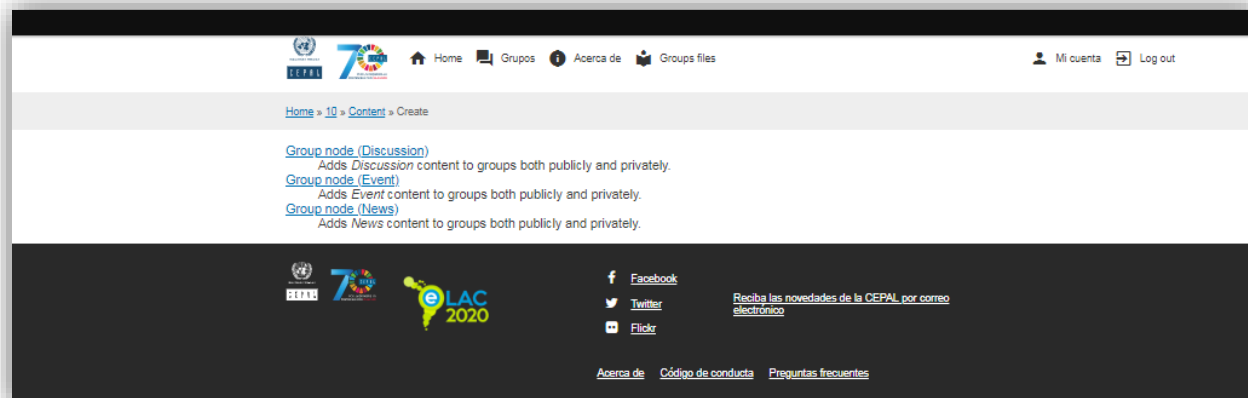 CEPAL
70
Home
Grupos
Acerca de
Groups files
Mi cuenta
Log out
Home » 10 » Content » Create
Group node (Discussion)
Adds Discussion content to groups both publicly and privately.
Group node (Event)
Adds Event content to groups both publicly and privately.
Group node (News)
Adds News content to groups both publicly and privately.
CEPAL
70
eLAC
2020
Facebook
Twitter
Flickr
Reciba las novedades de la CEPAL por correo
electrónico
Acerca de
Código de conducta
Preguntas frecuentes